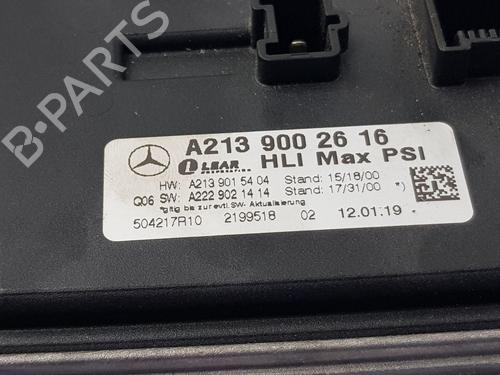 B-PARTS
A213 900 26 16
LEAR HLI Max PSI
HW: A213 901 54 04 Stand: 15/18/00
Q06 SW: A222 902 14 14 Stand: 17/31/00 *)
*gültig bis zur evtl. SW- Aktualisierung
504217R10 2199518 02 12.01.19